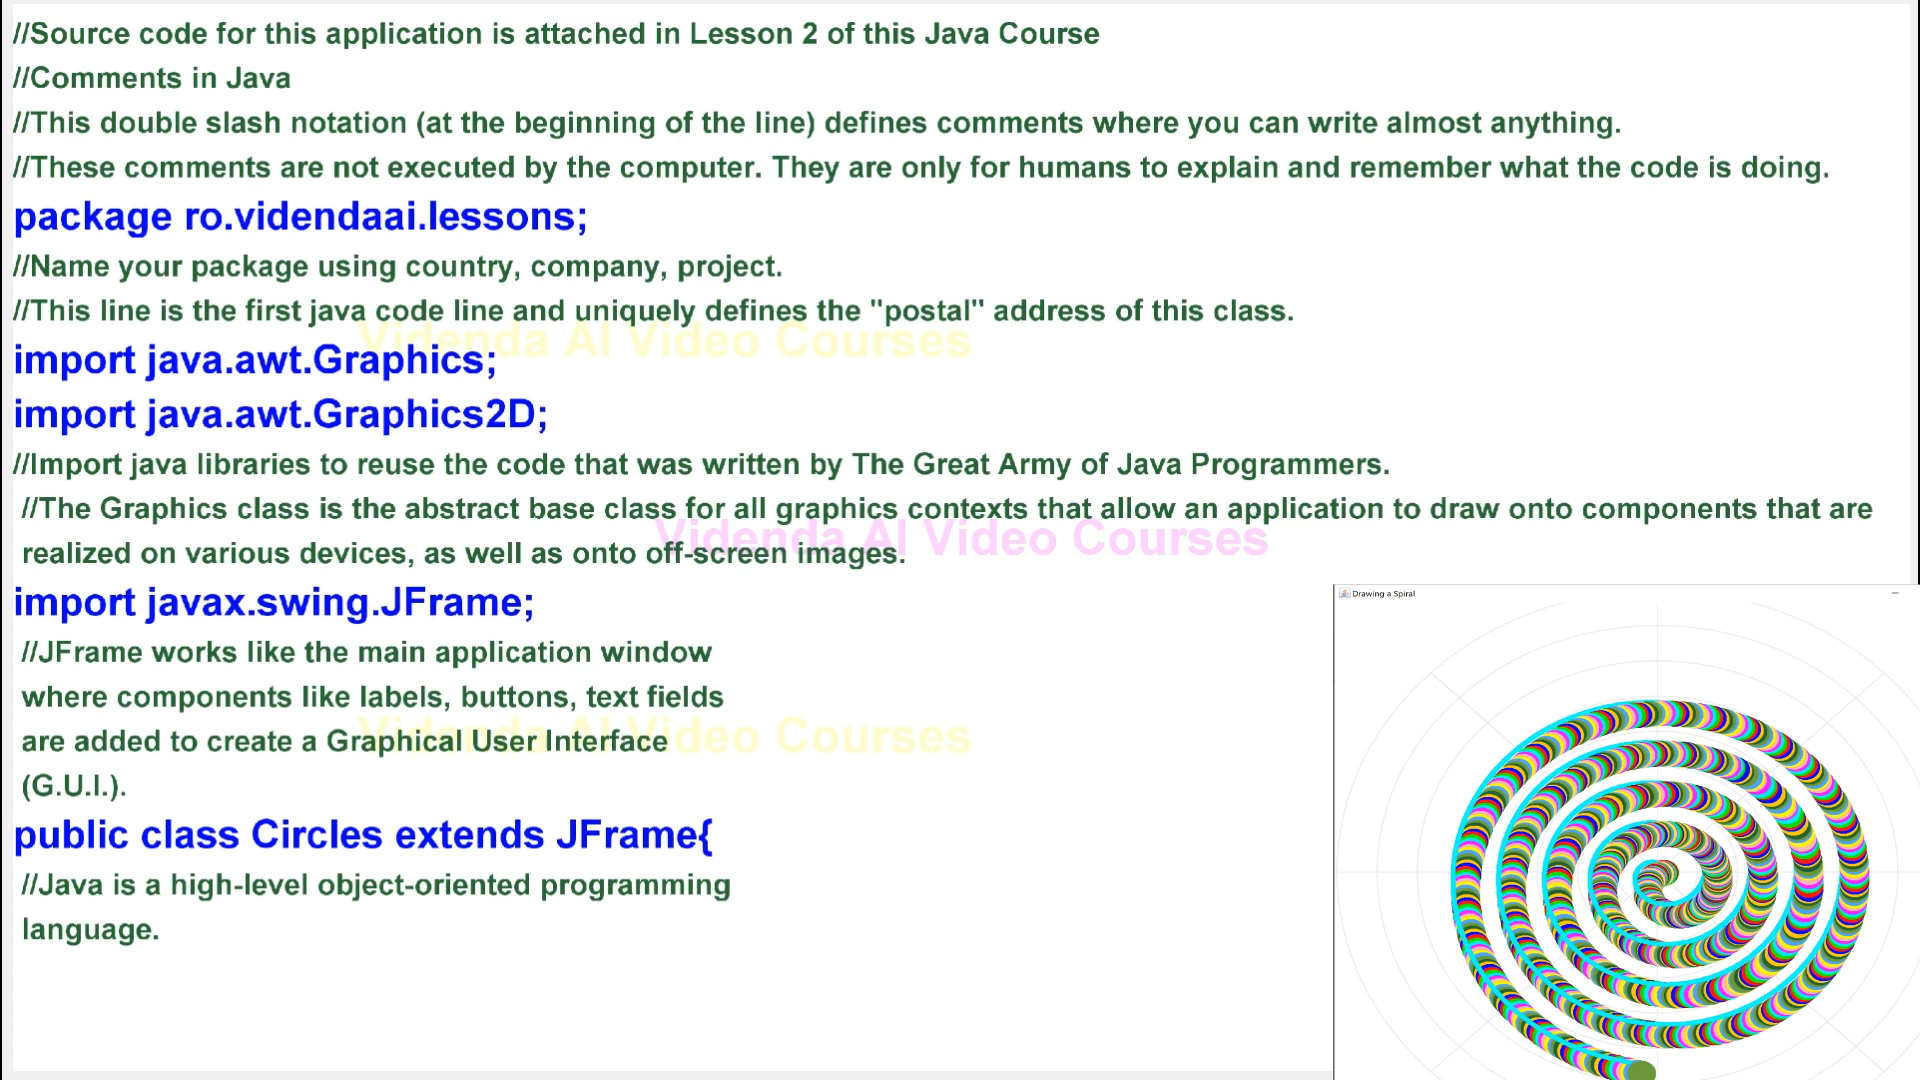 //Source code for this application is attached in Lesson 2 of this Java Course
//Comments in Java
//This double slash notation (at the beginning of the line) defines comments where you can write almost anything.
//These comments are not executed by the computer. They are only for humans to explain and remember what the code is doing.
package ro.videndaai.lessons;
//Name your package using country, company, project.
//This line is the first java code line and uniquely defines the "postal" address of this class.
Videnda AI Video Courses
import java.awt.Graphics;
import java.awt.Graphics2D;
//Import java libraries to reuse the code that was written by The Great Army of Java Programmers.
//The Graphics class is the abstract base class for all graphics contexts that allow an application to draw onto components that are
Videnda AI Video Courses
realized on various devices, as well as onto off-screen images.
import javax.swing.JFrame;
Drawing a Spiral
//JFrame works like the main application window
where components like labels, buttons, text fields
Videnda AI Video Courses
are added to create a Graphical User Interface
(G.U.I.).
public class Circles extends JFrame{
//Java is a high-level object-oriented programming
language.